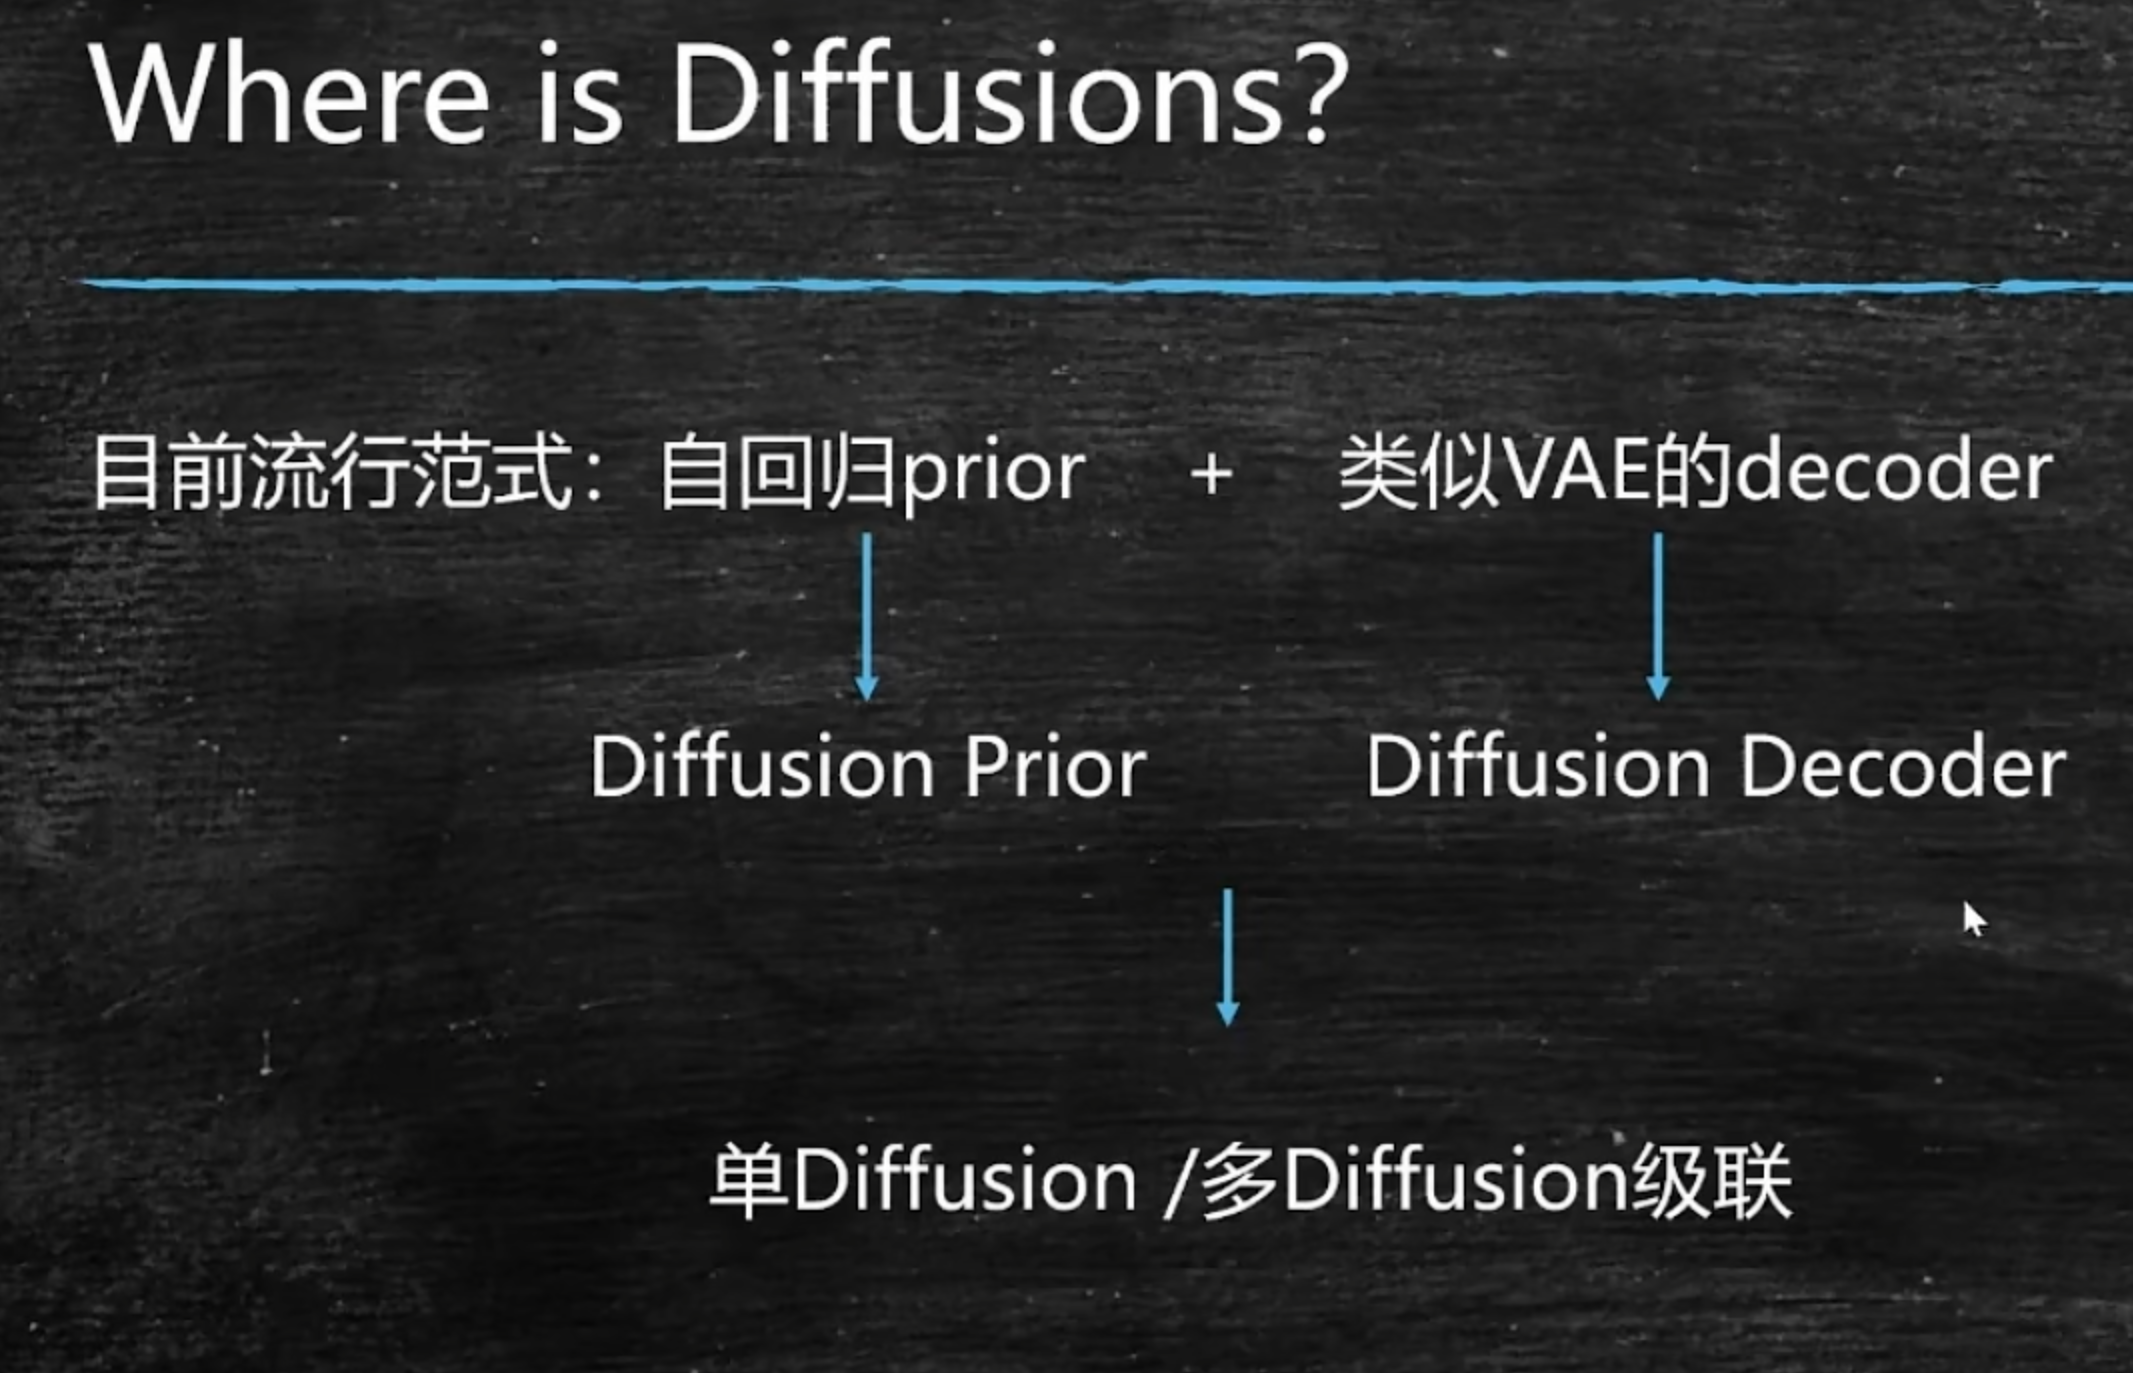 Where is Diffusions?
目前流行范式：自回归prior + 类似VAE的decoder
Diffusion Prior Diffusion Decoder
单Diffusion /多Diffusion级联